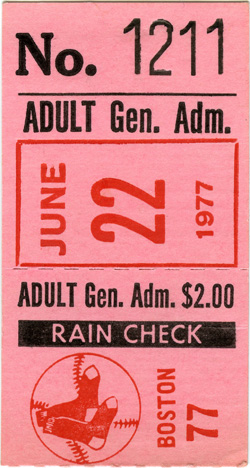 No. 1211
ADULT Gen. Adm.
JUNE
22
1977
ADULT Gen. Adm. $2.00
RAIN CHECK
BOSTON
77